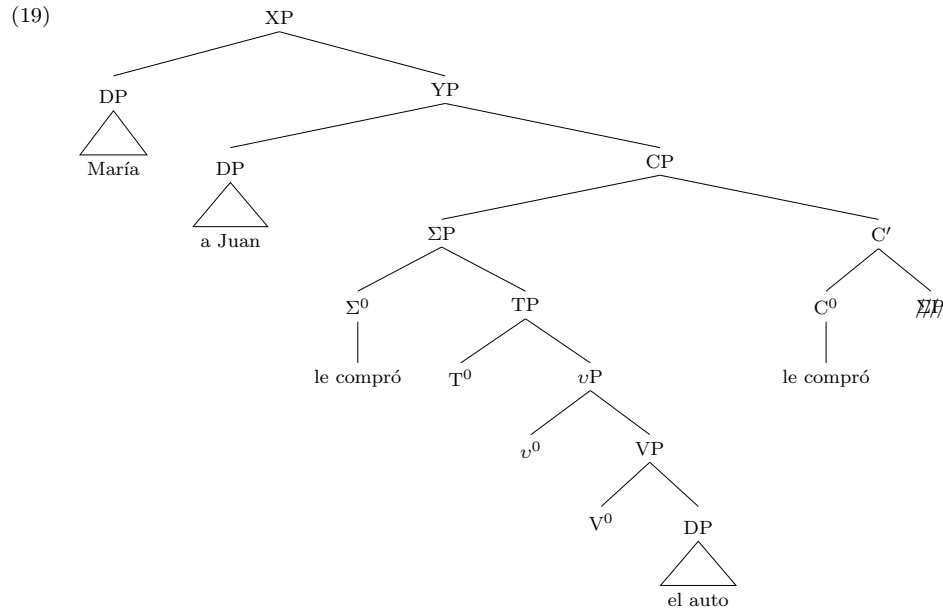 (19)
XP
DP
YP
María
DP
CP
a Juan
ΣP
C′
Σ⁰
TP
C⁰
ΣP
le compró
T⁰
vP
le compró
v⁰
VP
V⁰
DP
el auto